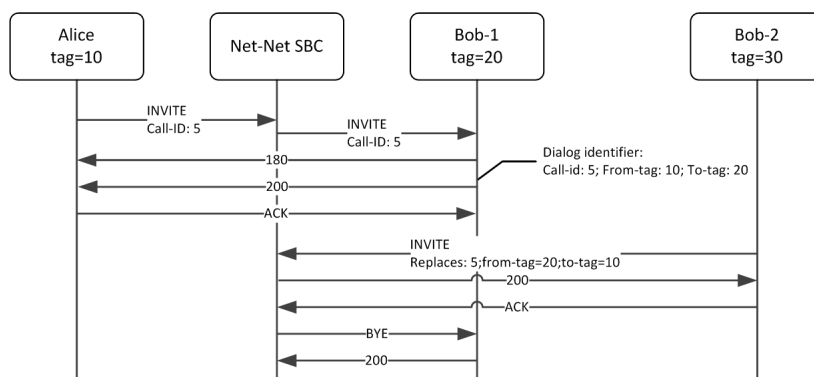 Alice
tag=10
Net-Net SBC
Bob-1
tag=20
Bob-2
tag=30
INVITE
Call-ID: 5
INVITE
Call-ID: 5
180
Dialog identifier:
Call-id: 5; From-tag: 10; To-tag: 20
200
ACK
INVITE
Replaces: 5;from-tag=20;to-tag=10
200
ACK
BYE
200